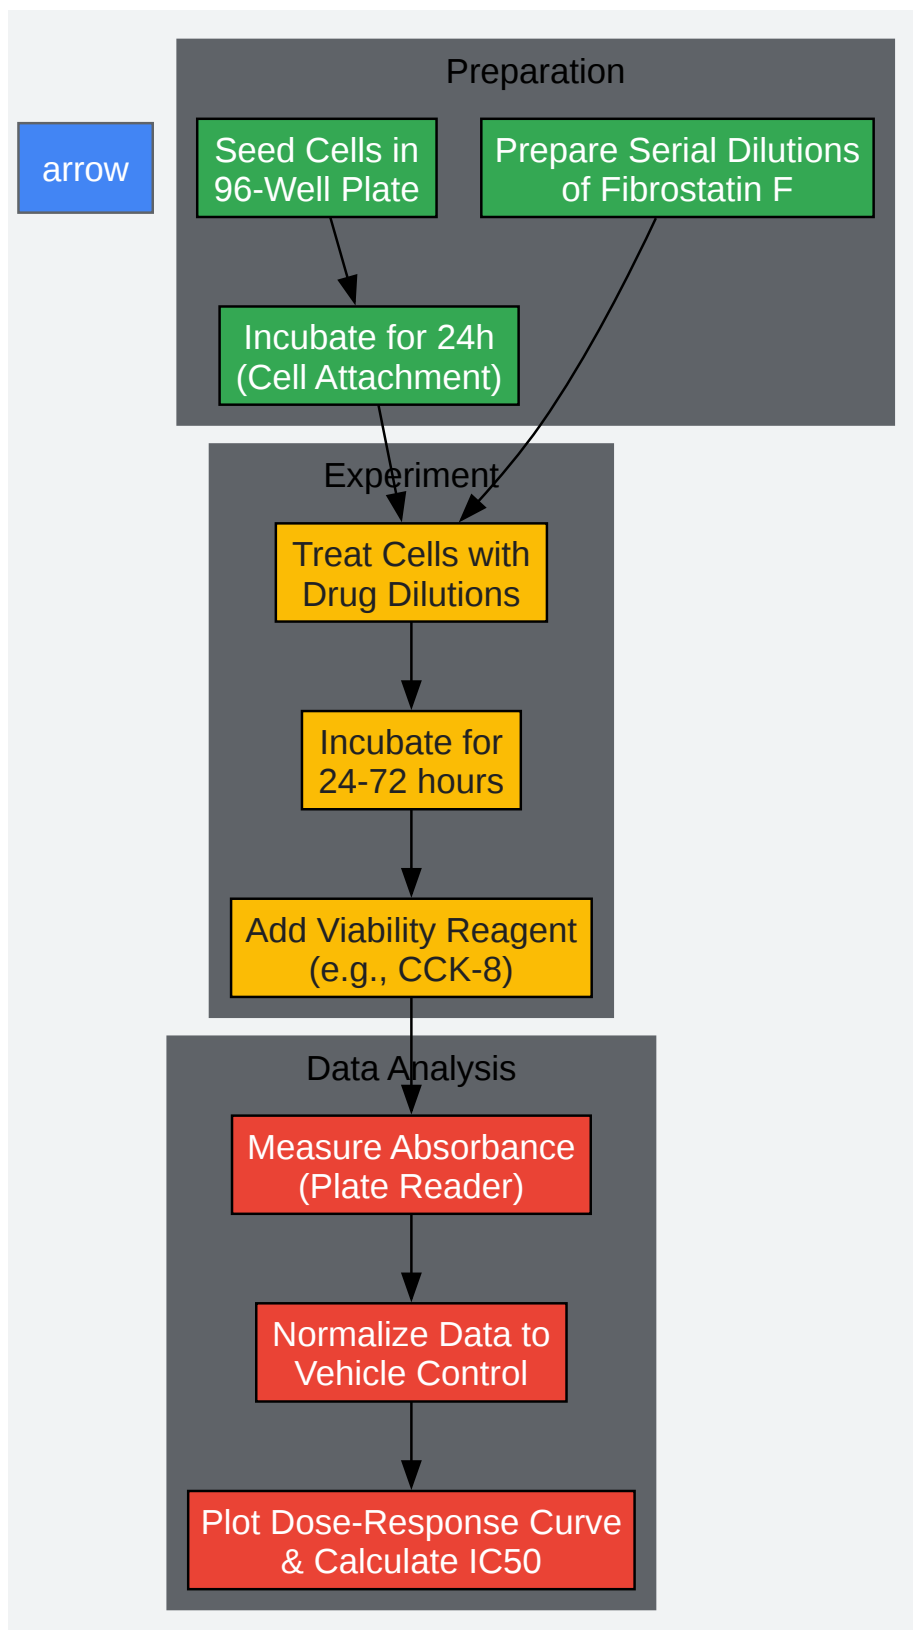 Preparation
arrow
Seed Cells in
96-Well Plate
Prepare Serial Dilutions
of Fibrostatin F
Incubate for 24h
(Cell Attachment)
Experiment
Treat Cells with
Drug Dilutions
Incubate for
24-72 hours
Add Viability Reagent
(e.g., CCK-8)
Data Analysis
Measure Absorbance
(Plate Reader)
Normalize Data to
Vehicle Control
Plot Dose-Response Curve
& Calculate IC50